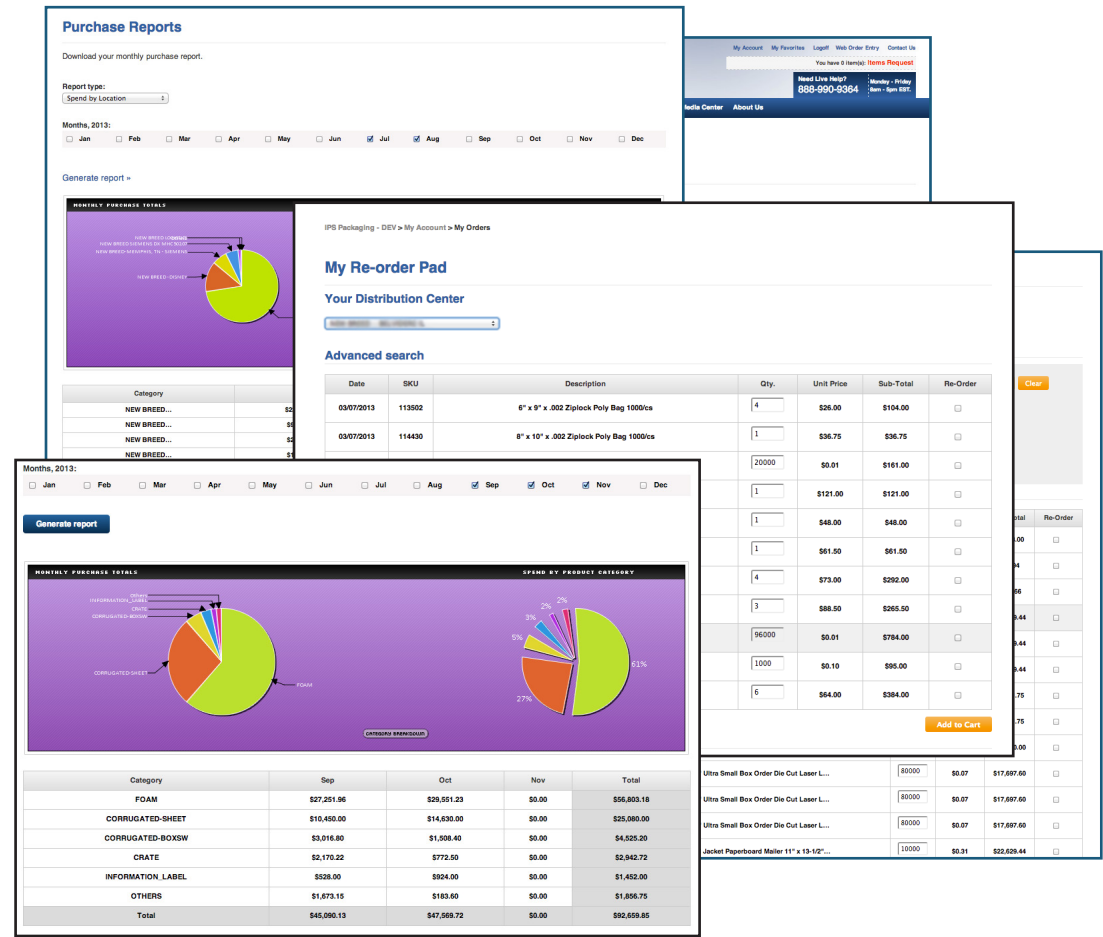 Purchase Reports
Download your monthly purchase report.
Report type:
Spend by Location
Months, 2013:
Jan Feb Mar Apr May Jun Jul Aug Sep Oct Nov Dec
Generate report »
MONTHLY PURCHASE TOTALS
NEW BREED-MEMPHIS, TN - SIEMENS
NEW BREED-DASHET
Category
NEW BREED...
NEW BREED... $9
NEW BREED... $2
NEW BREED... $1
My Account My Favorites Logoff Web Order Entry Contact Us
You have 0 item(s): Items Request
Need Live Help?
888-990-9364
Monday - Friday
8am - 5pm EST.
Media Center About Us
IPS Packaging - DEV > My Account > My Orders
My Re-order Pad
Your Distribution Center
Advanced search
Date SKU Description Qty. Unit Price Sub-Total Re-Order
03/07/2013 113502 6" x 9" x .002 Ziplock Poly Bag 1000/cs 4 $26.00 $104.00
03/07/2013 114430 8" x 10" x .002 Ziplock Poly Bag 1000/cs 1 $36.75 $36.75
20000 $0.01 $161.00
1 $121.00 $121.00
1 $48.00 $48.00
1 $61.50 $61.50
4 $73.00 $292.00
3 $88.50 $265.50
96000 $0.01 $784.00
1000 $0.10 $95.00
6 $64.00 $384.00
Add to Cart
Clear
Re-Order
.00
.44
.44
.44
.75
.75
Ultra Small Box Order Die Cut Laser L... 80000 $0.07 $17,697.60
Ultra Small Box Order Die Cut Laser L... 80000 $0.07 $17,697.60
Ultra Small Box Order Die Cut Laser L... 80000 $0.07 $17,697.60
Jacket Paperboard Mailer 11" x 13-1/2"... 10000 $0.31 $22,629.44
Months, 2013:
Jan Feb Mar Apr May Jun Jul Aug Sep Oct Nov Dec
Generate report
MONTHLY PURCHASE TOTALS SPEND BY PRODUCT CATEGORY
Others
INFORMATION_LABEL
CRATE
CORRUGATED-BOXSW
CORRUGATED-SHEET
FOAM
2%
2%
3%
5%
61%
27%
CATEGORY BREAKDOWN
Category Sep Oct Nov Total
FOAM $27,251.96 $29,551.23 $0.00 $56,803.18
CORRUGATED-SHEET $10,450.00 $14,630.00 $0.00 $25,080.00
CORRUGATED-BOXSW $3,016.80 $1,508.40 $0.00 $4,525.20
CRATE $2,170.22 $772.50 $0.00 $2,942.72
INFORMATION_LABEL $528.00 $924.00 $0.00 $1,452.00
OTHERS $1,673.15 $183.60 $0.00 $1,856.75
Total $45,090.13 $47,569.72 $0.00 $92,659.85